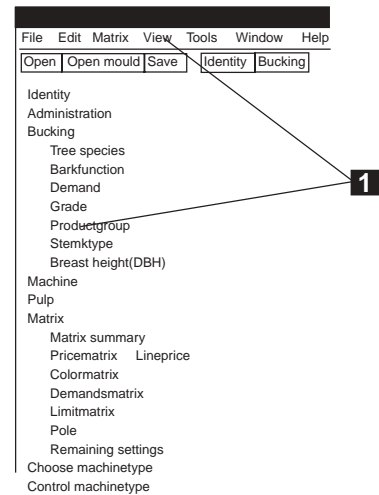 File Edit Matrix View Tools Window Help
Open Open mould Save Identity Bucking
Identity
Administration
Bucking
Tree species
Barkfunction
Demand
Grade
Productgroup
Stemktype
Breast height(DBH)
Machine
Pulp
Matrix
Matrix summary
Pricematrix Lineprice
Colormatrix
Demandsmatrix
Limitmatrix
Pole
Remaining settings
Choose machinetype
Control machinetype
1